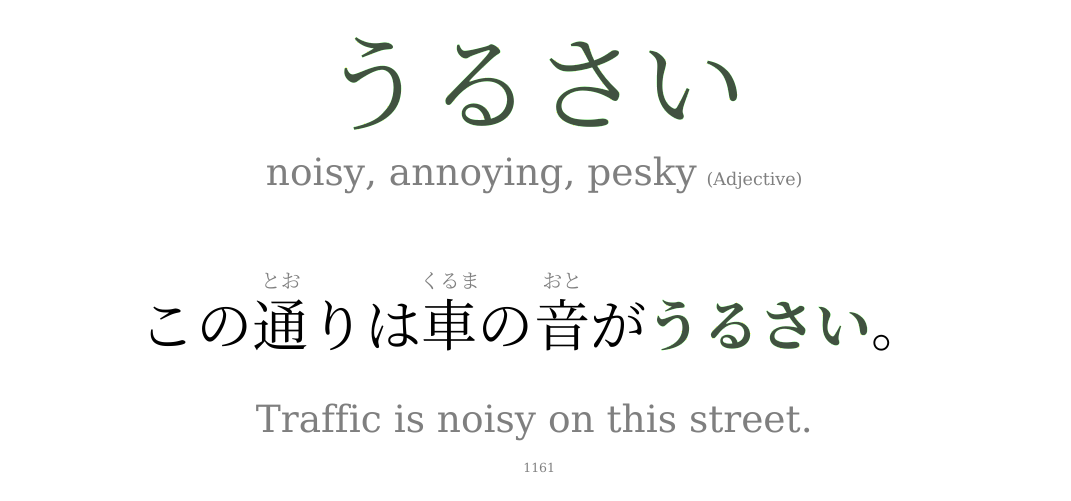 うるさい
noisy, annoying, pesky (Adjective)
とお くるま おと
この通りは車の音がうるさい。
Traffic is noisy on this street.
1161